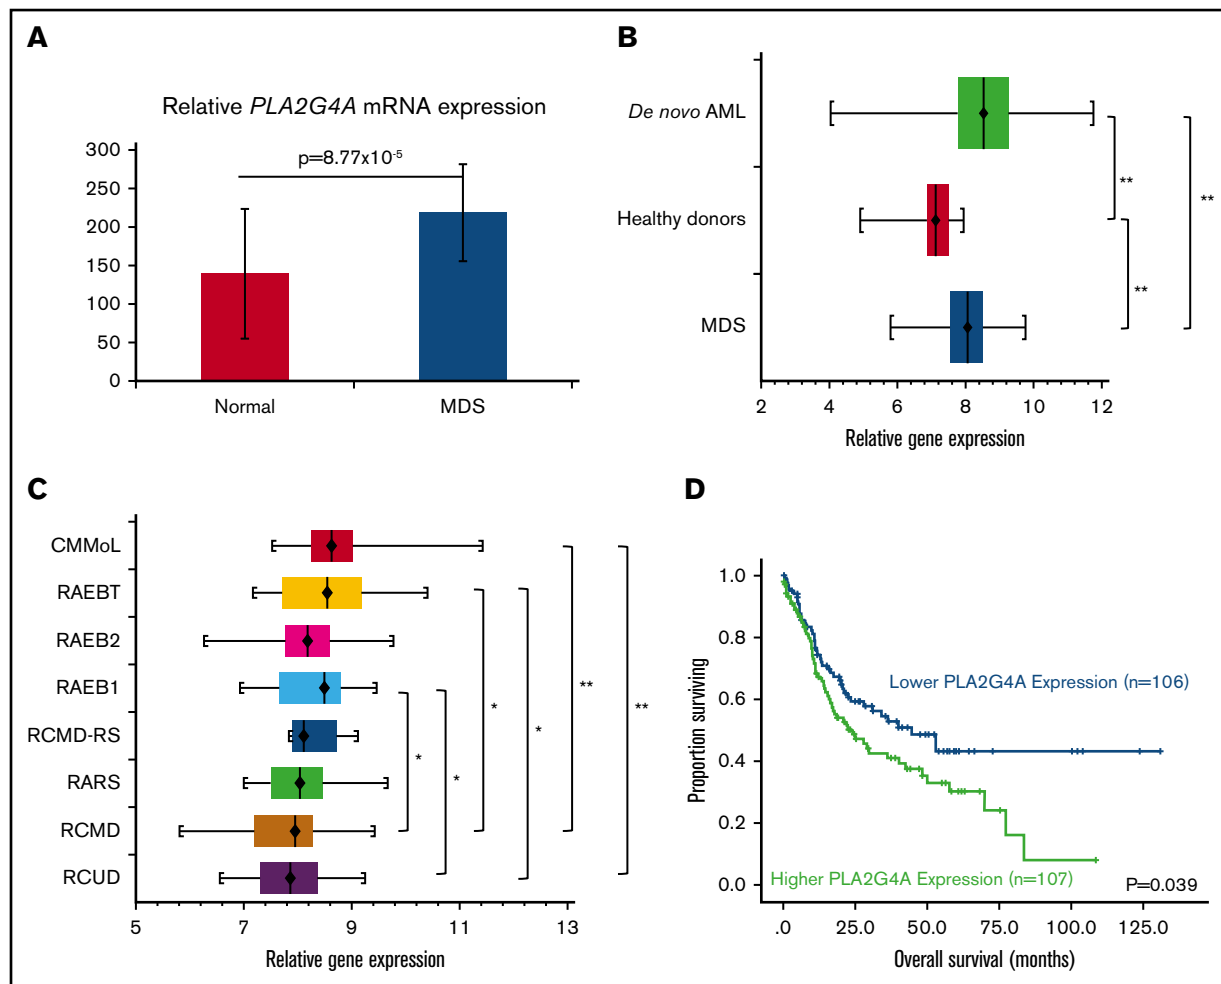 A
Relative PLA2G4A mRNA expression
300
250
200
150
100
50
0
p=8.77x10-5
Normal
MDS
B
De novo AML
Healthy donors
MDS
**
**
**
2
4
6
8
10
12
Relative gene expression
C
CMMoL
RAEBT
RAEB2
RAEB1
RCMD-RS
RARS
RCMD
RCUD
*
*
*
*
**
**
5
7
9
11
13
Relative gene expression
D
Proportion surviving
1.0
0.8
0.6
0.4
0.2
0.0
Lower PLA2G4A Expression (n=106)
Higher PLA2G4A Expression (n=107)
P=0.039
.0
25.0
50.0
75.0
100.0
125.0
Overall survival (months)